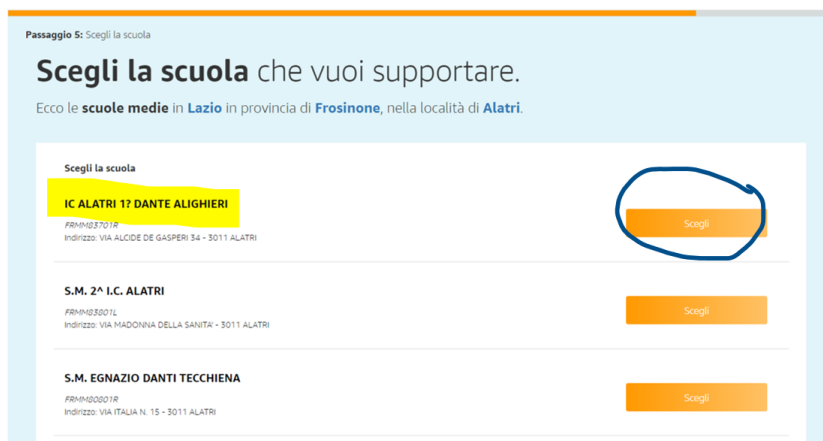 Passaggio 5: Scegli la scuola
Scegli la scuola che vuoi supportare.
Ecco le scuole medie in Lazio in provincia di Frosinone, nella località di Alatri.
Scegli la scuola
IC ALATRI 1? DANTE ALIGHIERI
FRMM83701R
Indirizzo: VIA ALCIDE DE GASPERI 34 - 3011 ALATRI
Scegli
S.M. 2^ I.C. ALATRI
FRMM83801L
Indirizzo: VIA MADONNA DELLA SANITA' - 3011 ALATRI
Scegli
S.M. EGNAZIO DANTI TECCHIENA
FRMM80801R
Indirizzo: VIA ITALIA N. 15 - 3011 ALATRI
Scegli